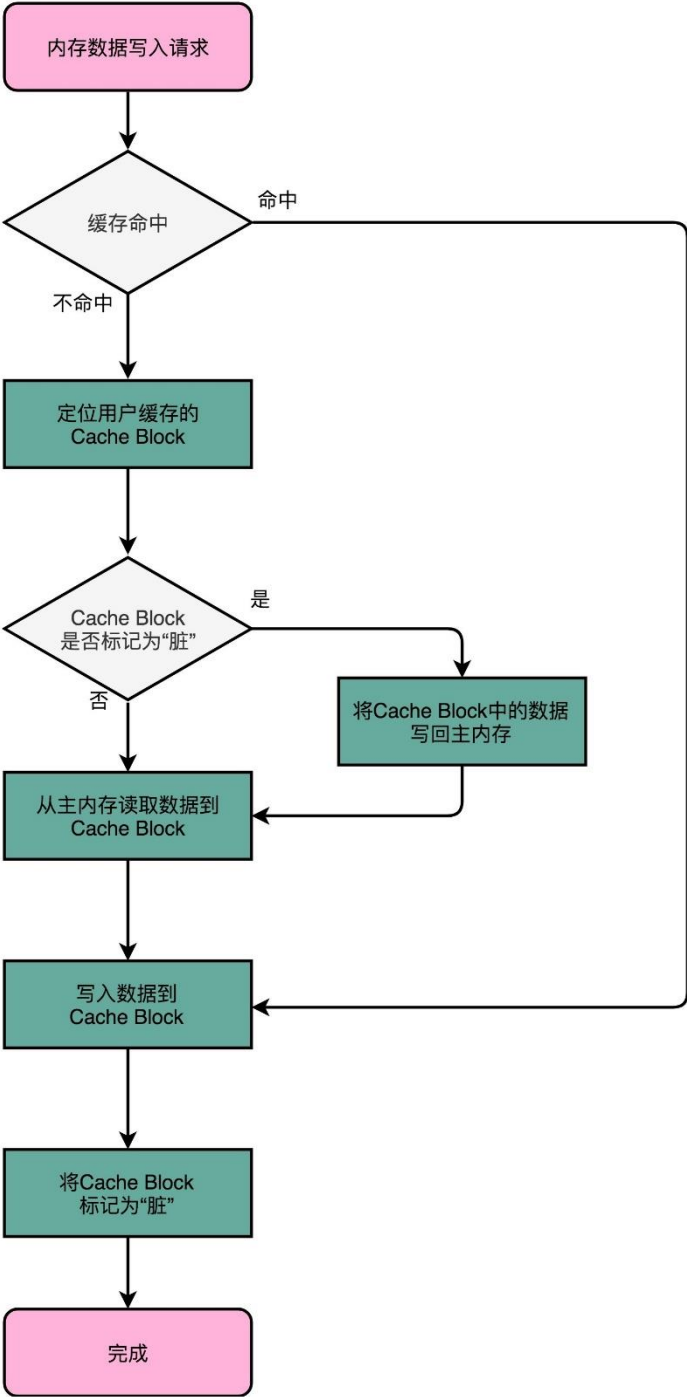 内存数据写入请求
缓存命中
命中
不命中
定位用户缓存的
Cache Block
Cache Block
是否标记为“脏”
是
否
将Cache Block中的数据
写回主内存
从主内存读取数据到
Cache Block
写入数据到
Cache Block
将Cache Block
标记为“脏”
完成